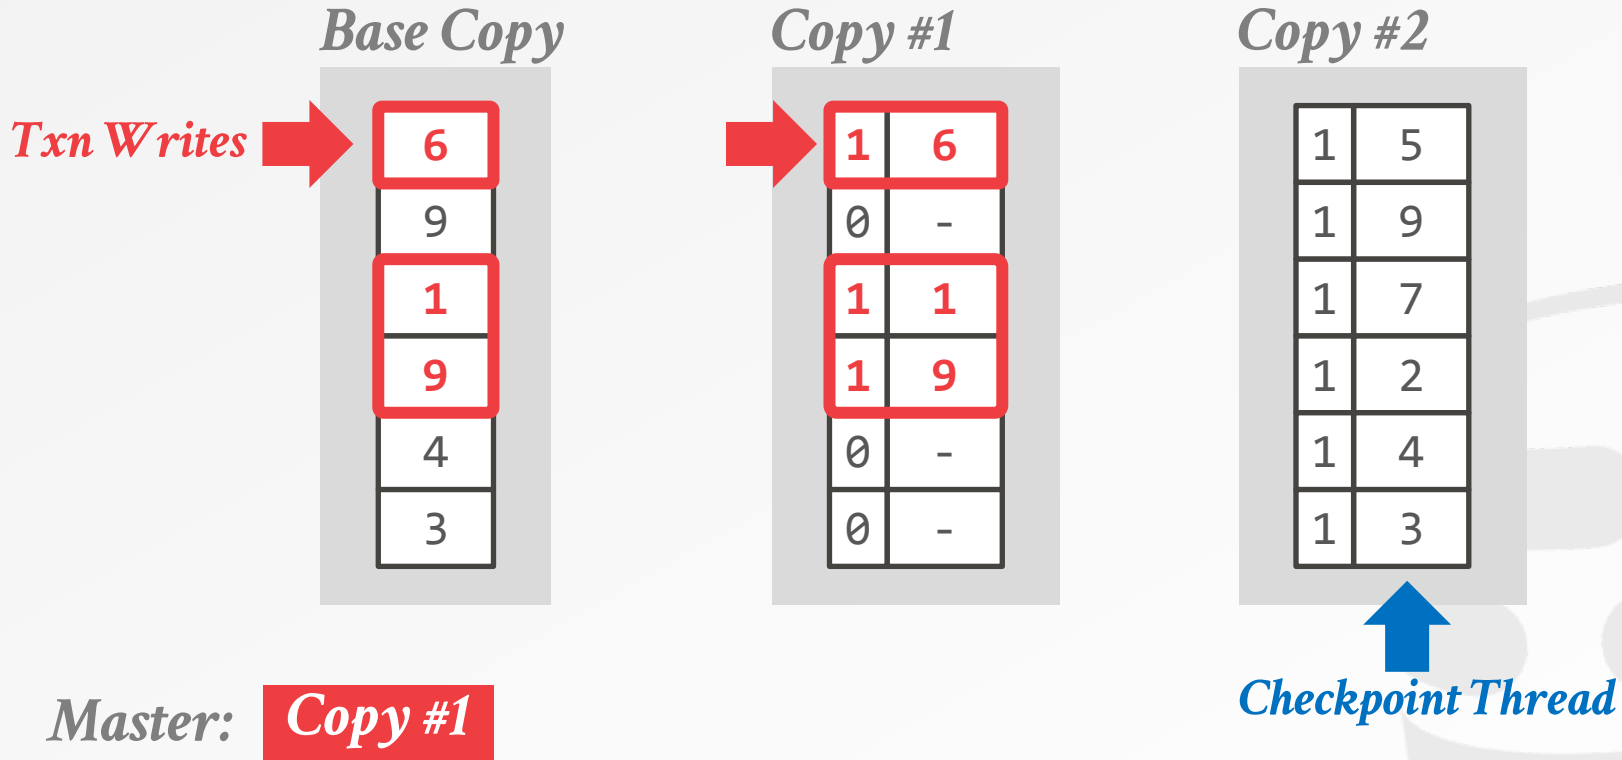 Base Copy Copy #1 Copy #2
Txn Writes 6 1 6 1 5
9 0 - 1 9
1 1 1 1 7
9 1 9 1 2
4 0 - 1 4
3 0 - 1 3
Master: Copy #1 Checkpoint Thread